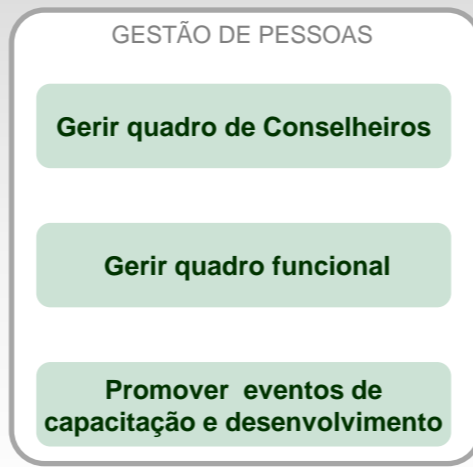 GESTÃO DE PESSOAS
Gerir quadro de Conselheiros
Gerir quadro funcional
Promover eventos de
capacitação e desenvolvimento